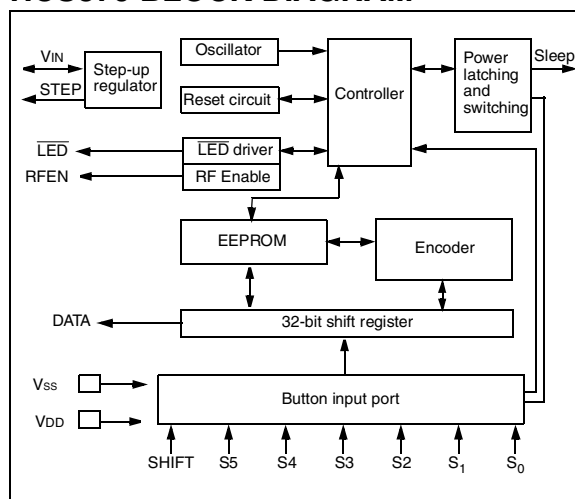 VIN
STEP
Step-up
regulator
Oscillator
Reset circuit
Controller
Power
latching
and
switching
Sleep
LED
RFEN
LED driver
RF Enable
EEPROM
Encoder
DATA
32-bit shift register
VSS
VDD
Button input port
SHIFT
S5
S4
S3
S2
S1
S0